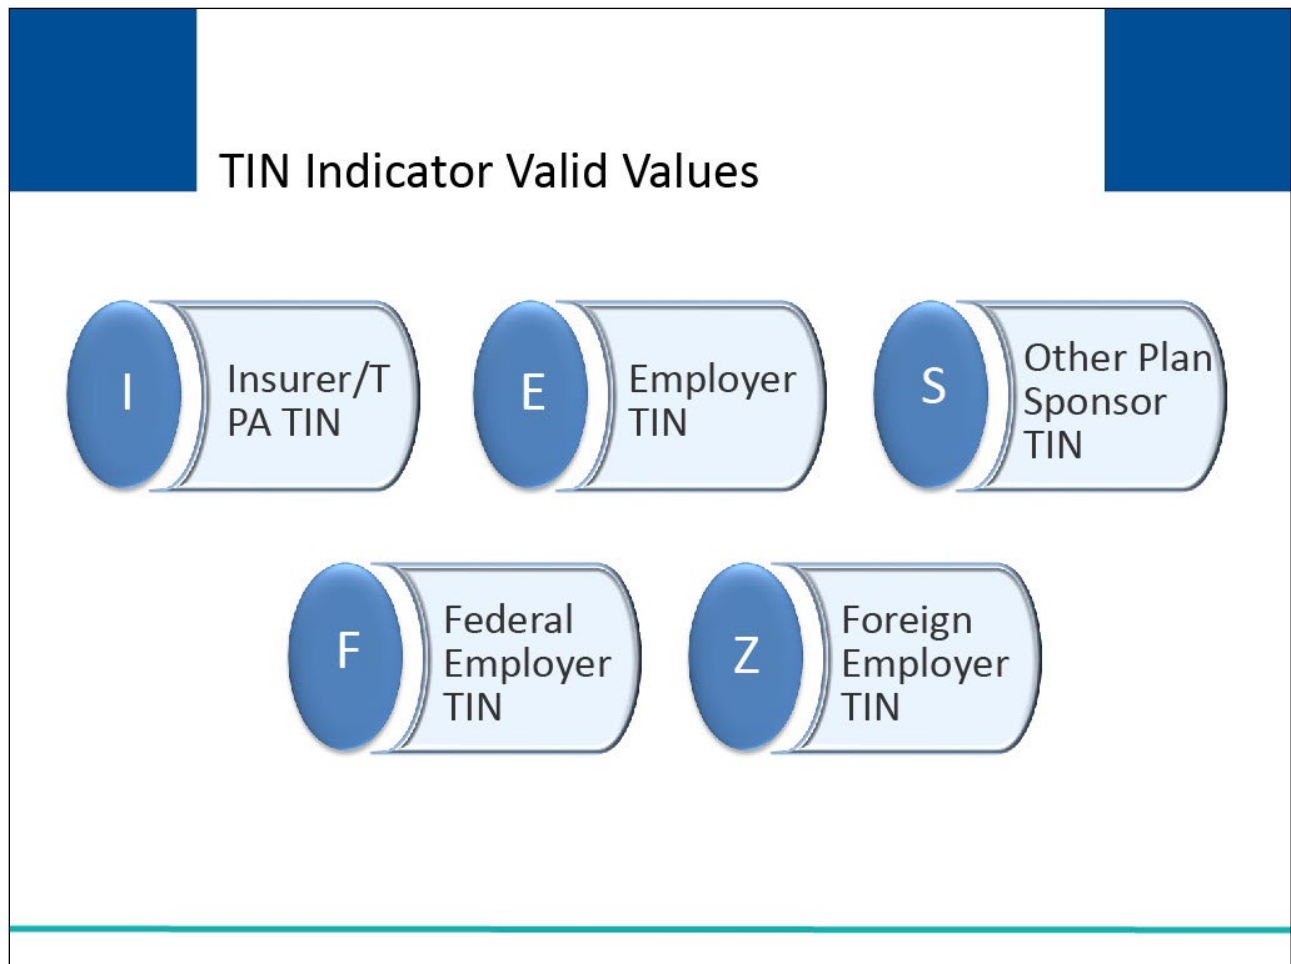 TIN Indicator Valid Values
I
Insurer/T
PA TIN
E
Employer
TIN
S
Other Plan
Sponsor
TIN
F
Federal
Employer
TIN
Z
Foreign
Employer
TIN